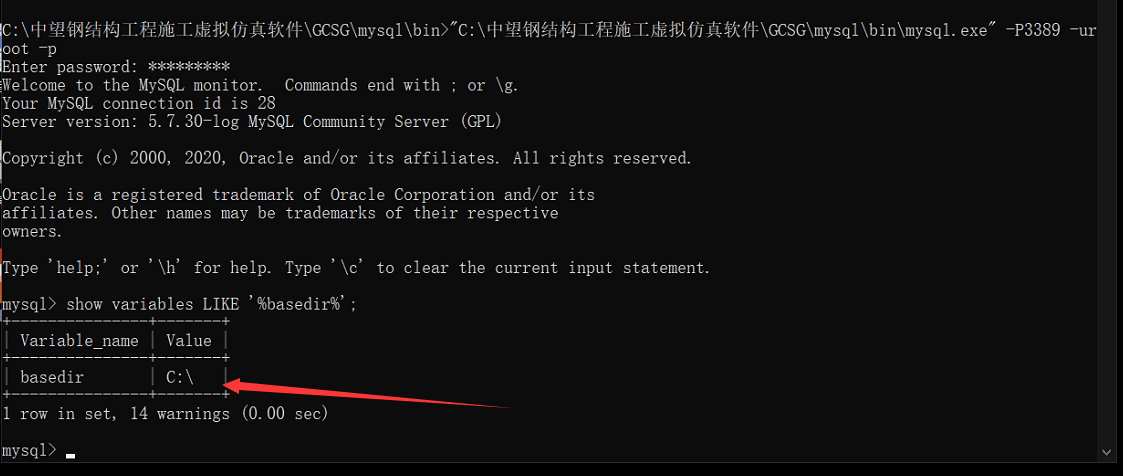 C:\中望钢结构工程施工虚拟仿真软件\GCSG\mysql\bin>"C:\中望钢结构工程施工虚拟仿真软件\GCSG\mysql\bin\mysql.exe" -P3389 -ur
oot -p
Enter password: *********
Welcome to the MySQL monitor.  Commands end with ; or \g.
Your MySQL connection id is 28
Server version: 5.7.30-log MySQL Community Server (GPL)
Copyright (c) 2000, 2020, Oracle and/or its affiliates. All rights reserved.
Oracle is a registered trademark of Oracle Corporation and/or its
affiliates. Other names may be trademarks of their respective
owners.
Type 'help;' or '\h' for help. Type '\c' to clear the current input statement.
mysql> show variables LIKE '%basedir%';
+---------------+-------+
| Variable_name | Value |
+---------------+-------+
| basedir       | C:\   |
+---------------+-------+
1 row in set, 14 warnings (0.00 sec)
mysql>